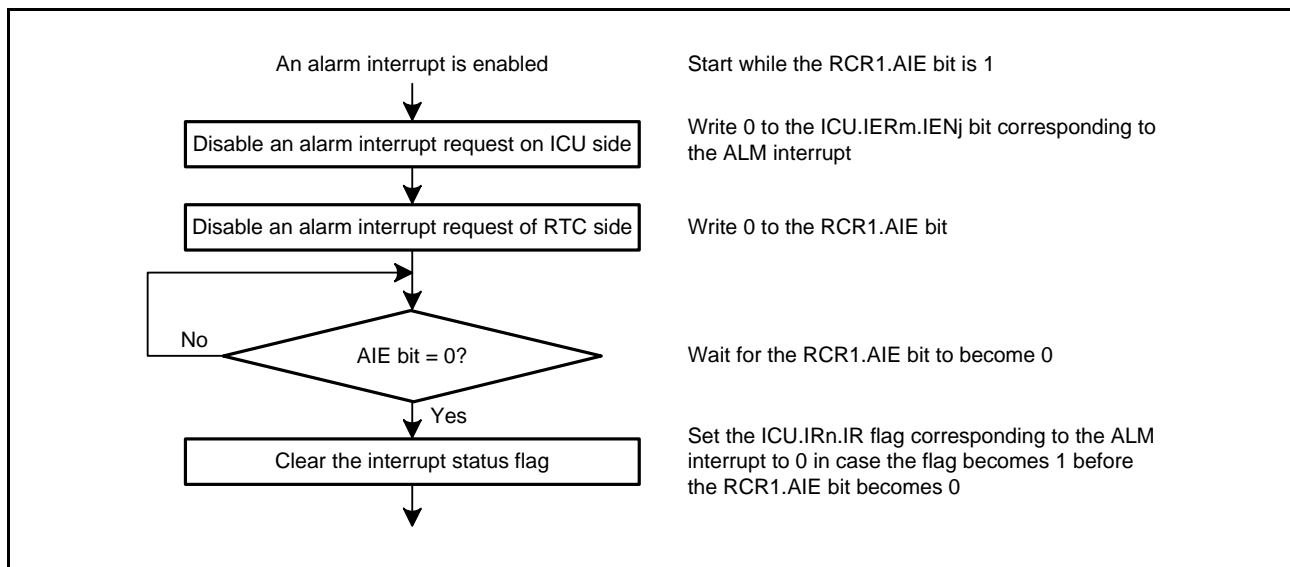 An alarm interrupt is enabled
Start while the RCR1.AIE bit is 1
Disable an alarm interrupt request on ICU side
Write 0 to the ICU.IERm.IENj bit corresponding to
the ALM interrupt
Disable an alarm interrupt request of RTC side
Write 0 to the RCR1.AIE bit
No
AIE bit = 0?
Wait for the RCR1.AIE bit to become 0
Yes
Clear the interrupt status flag
Set the ICU.IRn.IR flag corresponding to the ALM
interrupt to 0 in case the flag becomes 1 before
the RCR1.AIE bit becomes 0